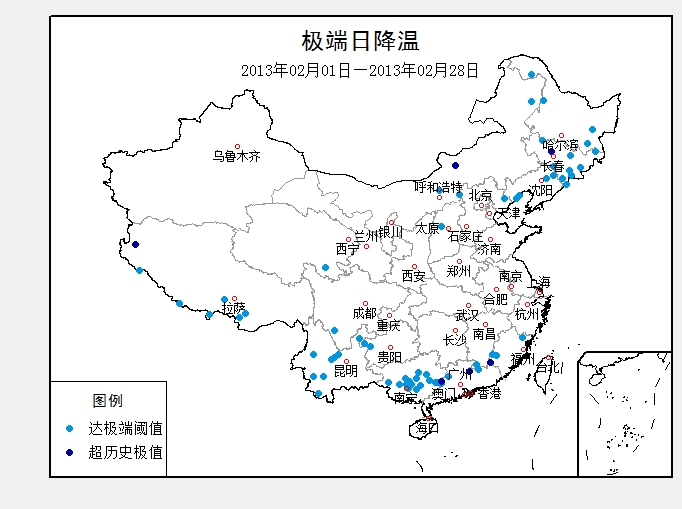 极端日降温
2013年02月01日－2013年02月28日
哈尔滨
乌鲁木齐
长春
呼和浩特
沈阳
北京
天津
太原
石家庄
银川
兰州
西宁
济南
郑州
西安
南京
上海
合肥
拉萨
成都
武汉
杭州
重庆
南昌
长沙
贵阳
福州
昆明
台北
广州
南宁
澳门
香港
海口
图例
达极端阈值
超历史极值